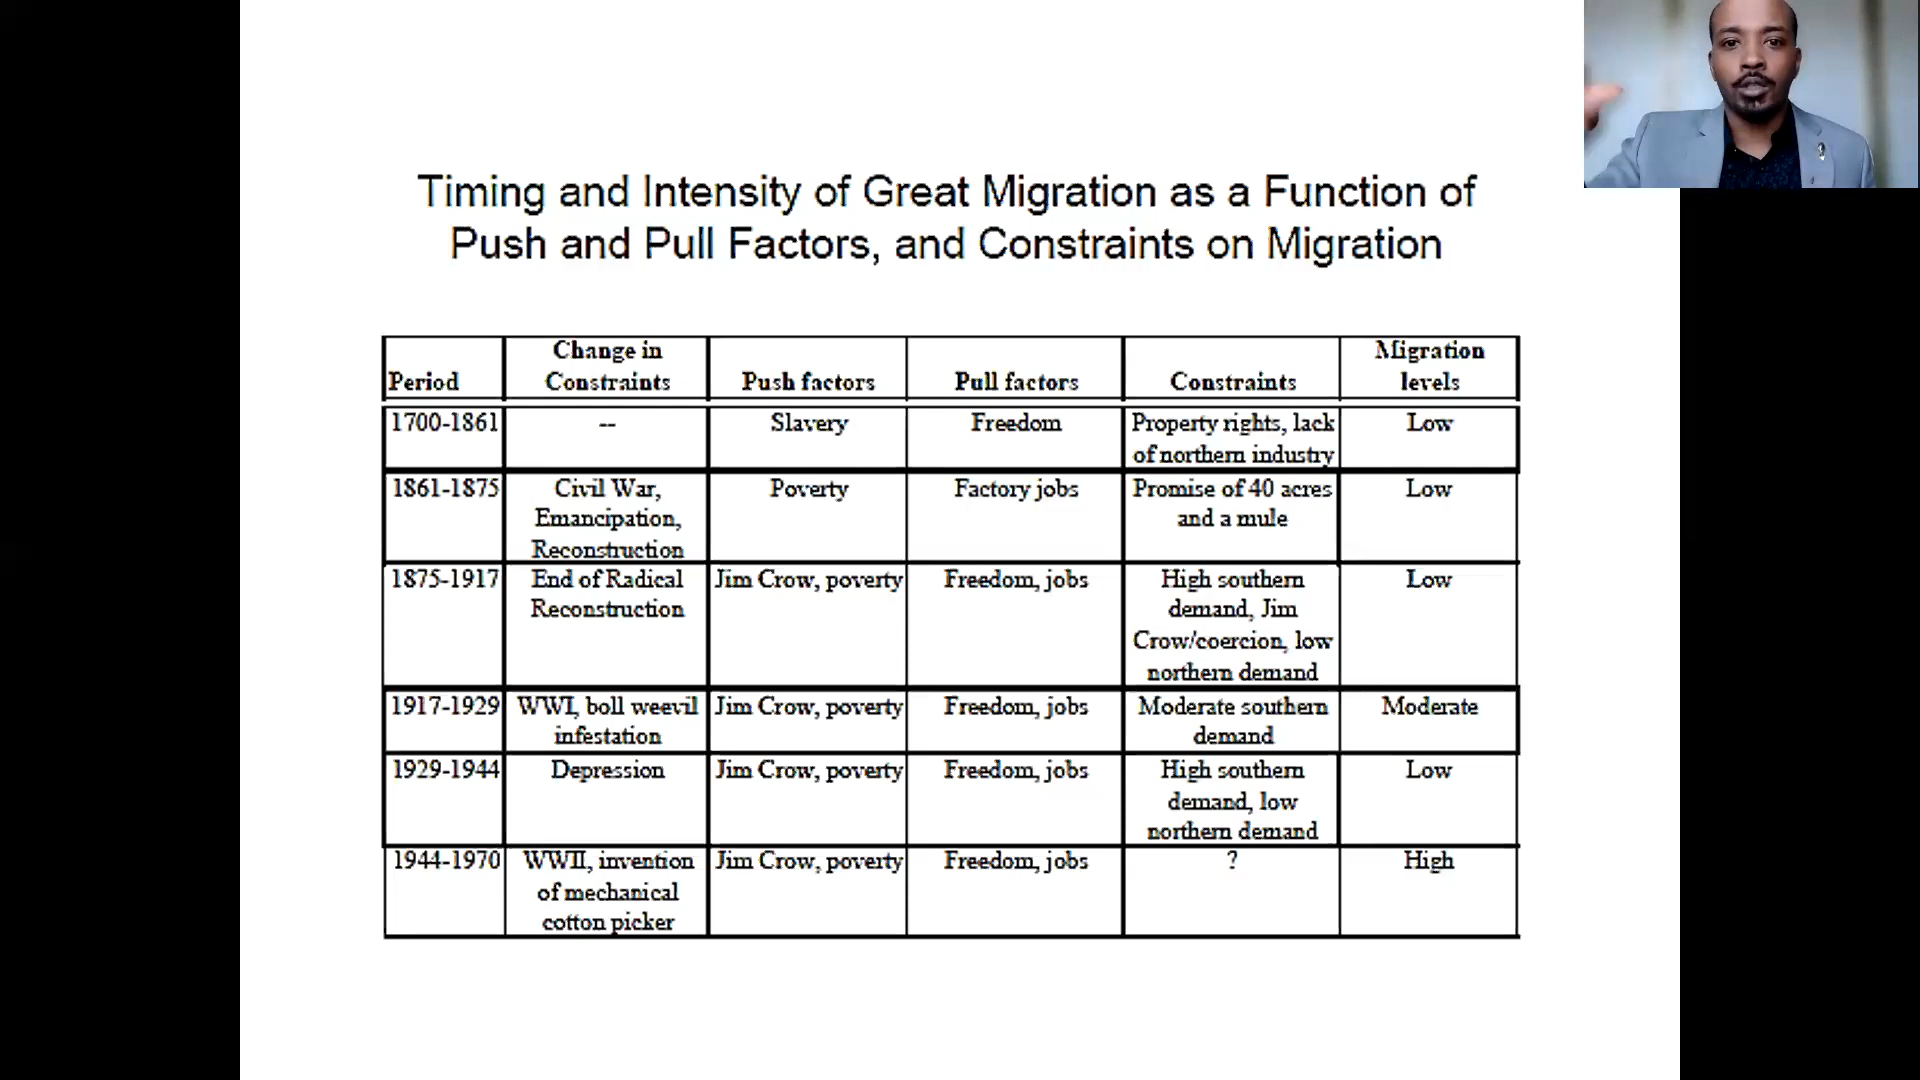 Timing and Intensity of Great Migration as a Function of
Push and Pull Factors, and Constraints on Migration
Period
Change in
Constraints
Push factors
Pull factors
Constraints
Migration
levels
1700-1861
--
Slavery
Freedom
Property rights, lack
of northern industry
Low
1861-1875
Civil War,
Emancipation,
Reconstruction
Poverty
Factory jobs
Promise of 40 acres
and a mule
Low
1875-1917
End of Radical
Reconstruction
Jim Crow, poverty
Freedom, jobs
High southern
demand, Jim
Crow/coercion, low
northern demand
Low
1917-1929
WWI, boll weevil
infestation
Jim Crow, poverty
Freedom, jobs
Moderate southern
demand
Moderate
1929-1944
Depression
Jim Crow, poverty
Freedom, jobs
High southern
demand, low
northern demand
Low
1944-1970
WWII, invention
of mechanical
cotton picker
Jim Crow, poverty
Freedom, jobs
?
High